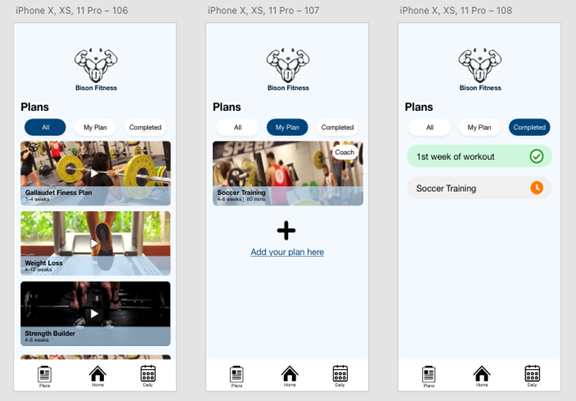 iPhone X, XS, 11 Pro – 106
Bison Fitness
Plans
All
My Plan
Completed
Gallaudet Finess Plan
1-4 weeks
Weight Loss
4-12 weeks
Strength Builder
4-6 weeks
Plans
Home
Daily
iPhone X, XS, 11 Pro – 107
Bison Fitness
Plans
All
My Plan
Completed
SPEED
Coach
Soccer Training
4-6 weeks | 60 mins
Add your plan here
Plans
Home
Daily
iPhone X, XS, 11 Pro – 108
Bison Fitness
Plans
All
My Plan
Completed
1st week of workout
Soccer Training
Plans
Home
Daily